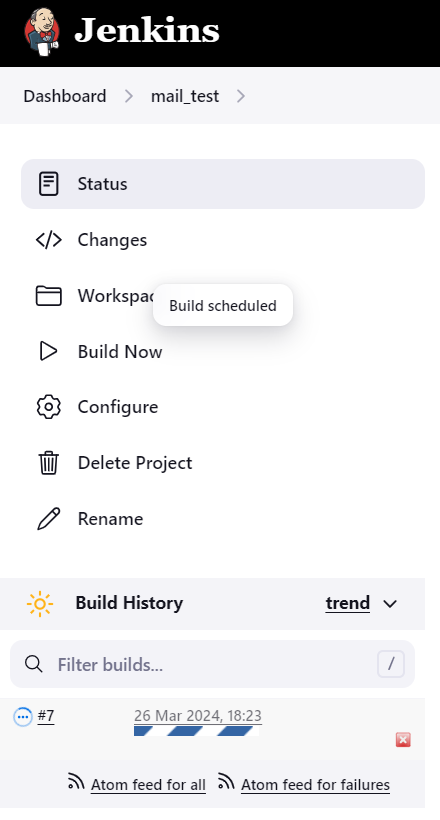 Jenkins
Dashboard > mail_test >
Status
Changes
Workspac
Build scheduled
Build Now
Configure
Delete Project
Rename
Build History trend
Filter builds... /
#7 26 Mar 2024, 18:23
Atom feed for all Atom feed for failures